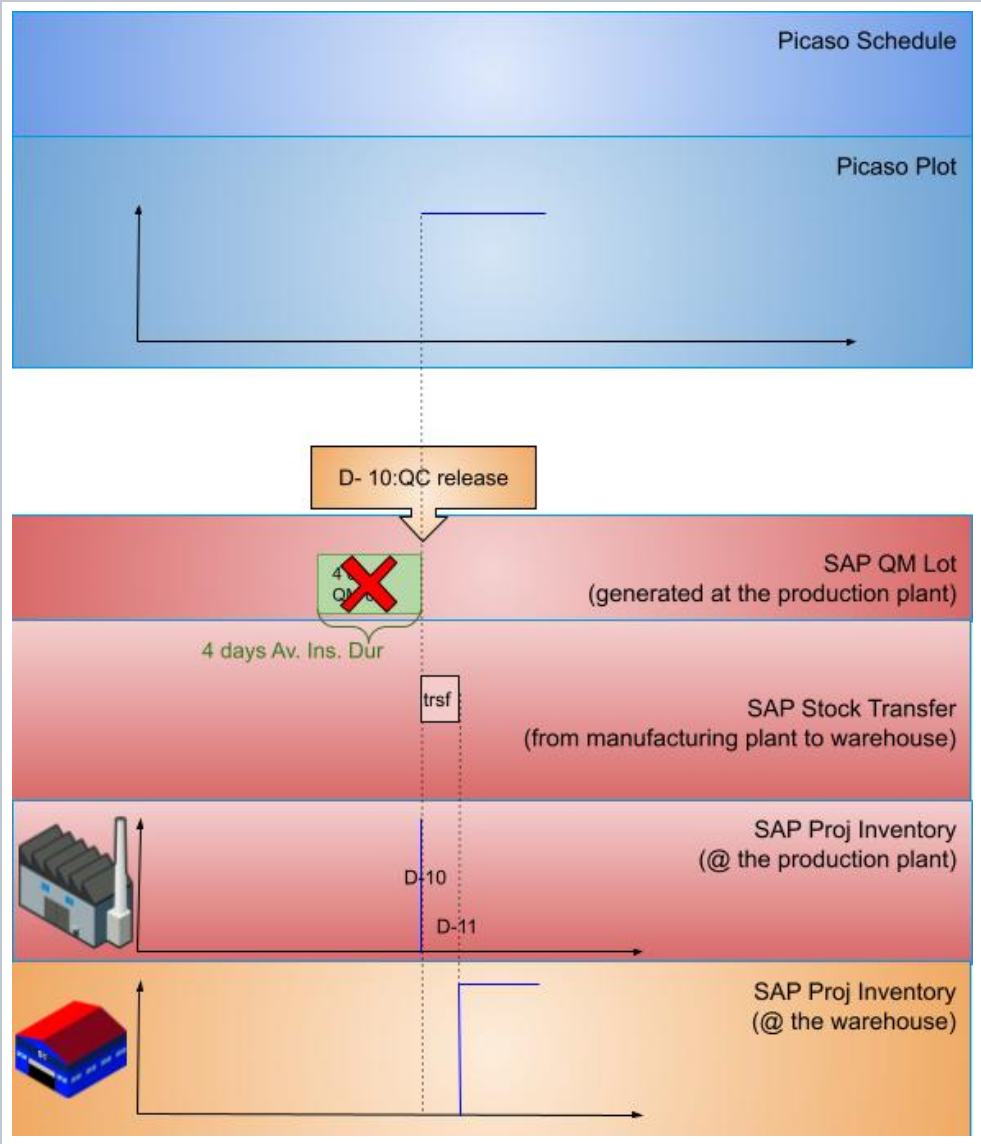 Picaso Schedule
Picaso Plot
D- 10:QC release
SAP QM Lot
(generated at the production plant)
4
QM
4 days Av. Ins. Dur
trsf
SAP Stock Transfer
(from manufacturing plant to warehouse)
SAP Proj Inventory
(@ the production plant)
D-10
D-11
SAP Proj Inventory
(@ the warehouse)